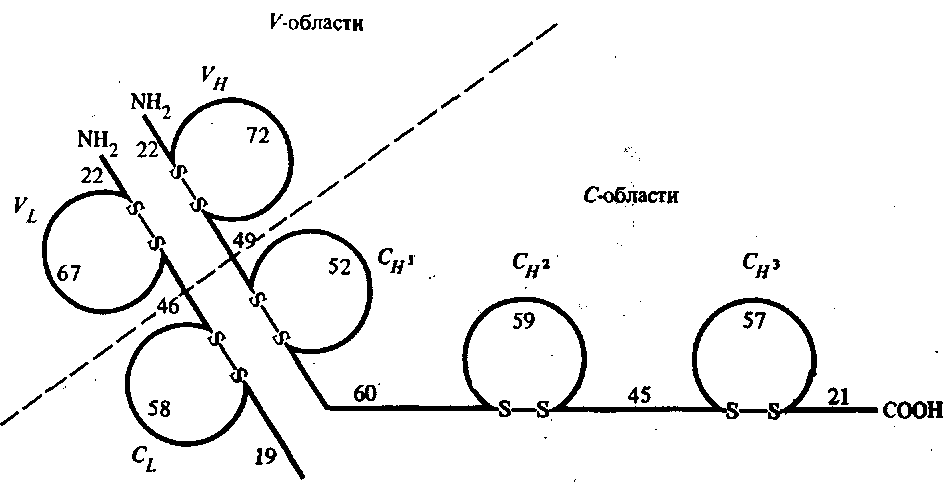 V-области
V_H
NH₂
72
NH₂
22
22
S
S
V_L
S
S
C-области
49
67
52
C_H¹
C_H²
C_H³
46
S
S
59
57
S
S
58
60
S—S
45
S—S
21
COOH
C_L
19